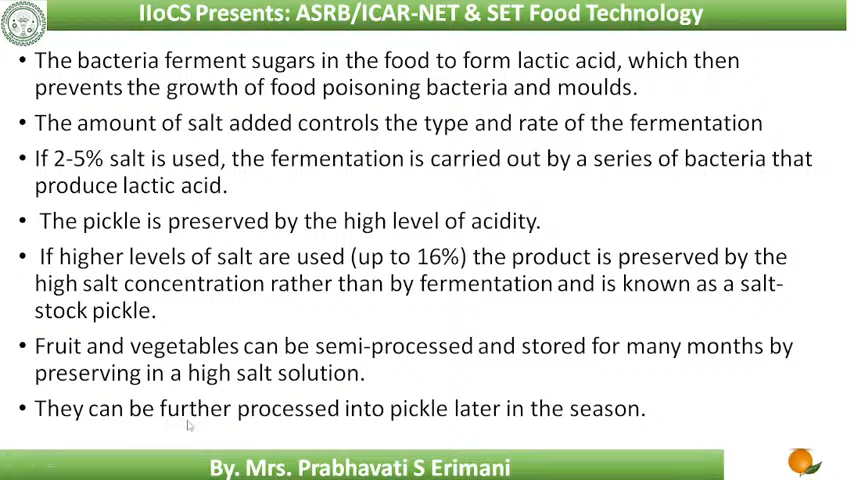 IIoCS Presents: ASRB/ICAR-NET & SET Food Technology
• The bacteria ferment sugars in the food to form lactic acid, which then
prevents the growth of food poisoning bacteria and moulds.
• The amount of salt added controls the type and rate of the fermentation
• If 2-5% salt is used, the fermentation is carried out by a series of bacteria that
produce lactic acid.
• The pickle is preserved by the high level of acidity.
• If higher levels of salt are used (up to 16%) the product is preserved by the
high salt concentration rather than by fermentation and is known as a salt-
stock pickle.
• Fruit and vegetables can be semi-processed and stored for many months by
preserving in a high salt solution.
• They can be further processed into pickle later in the season.
By. Mrs. Prabhavati S Erimani